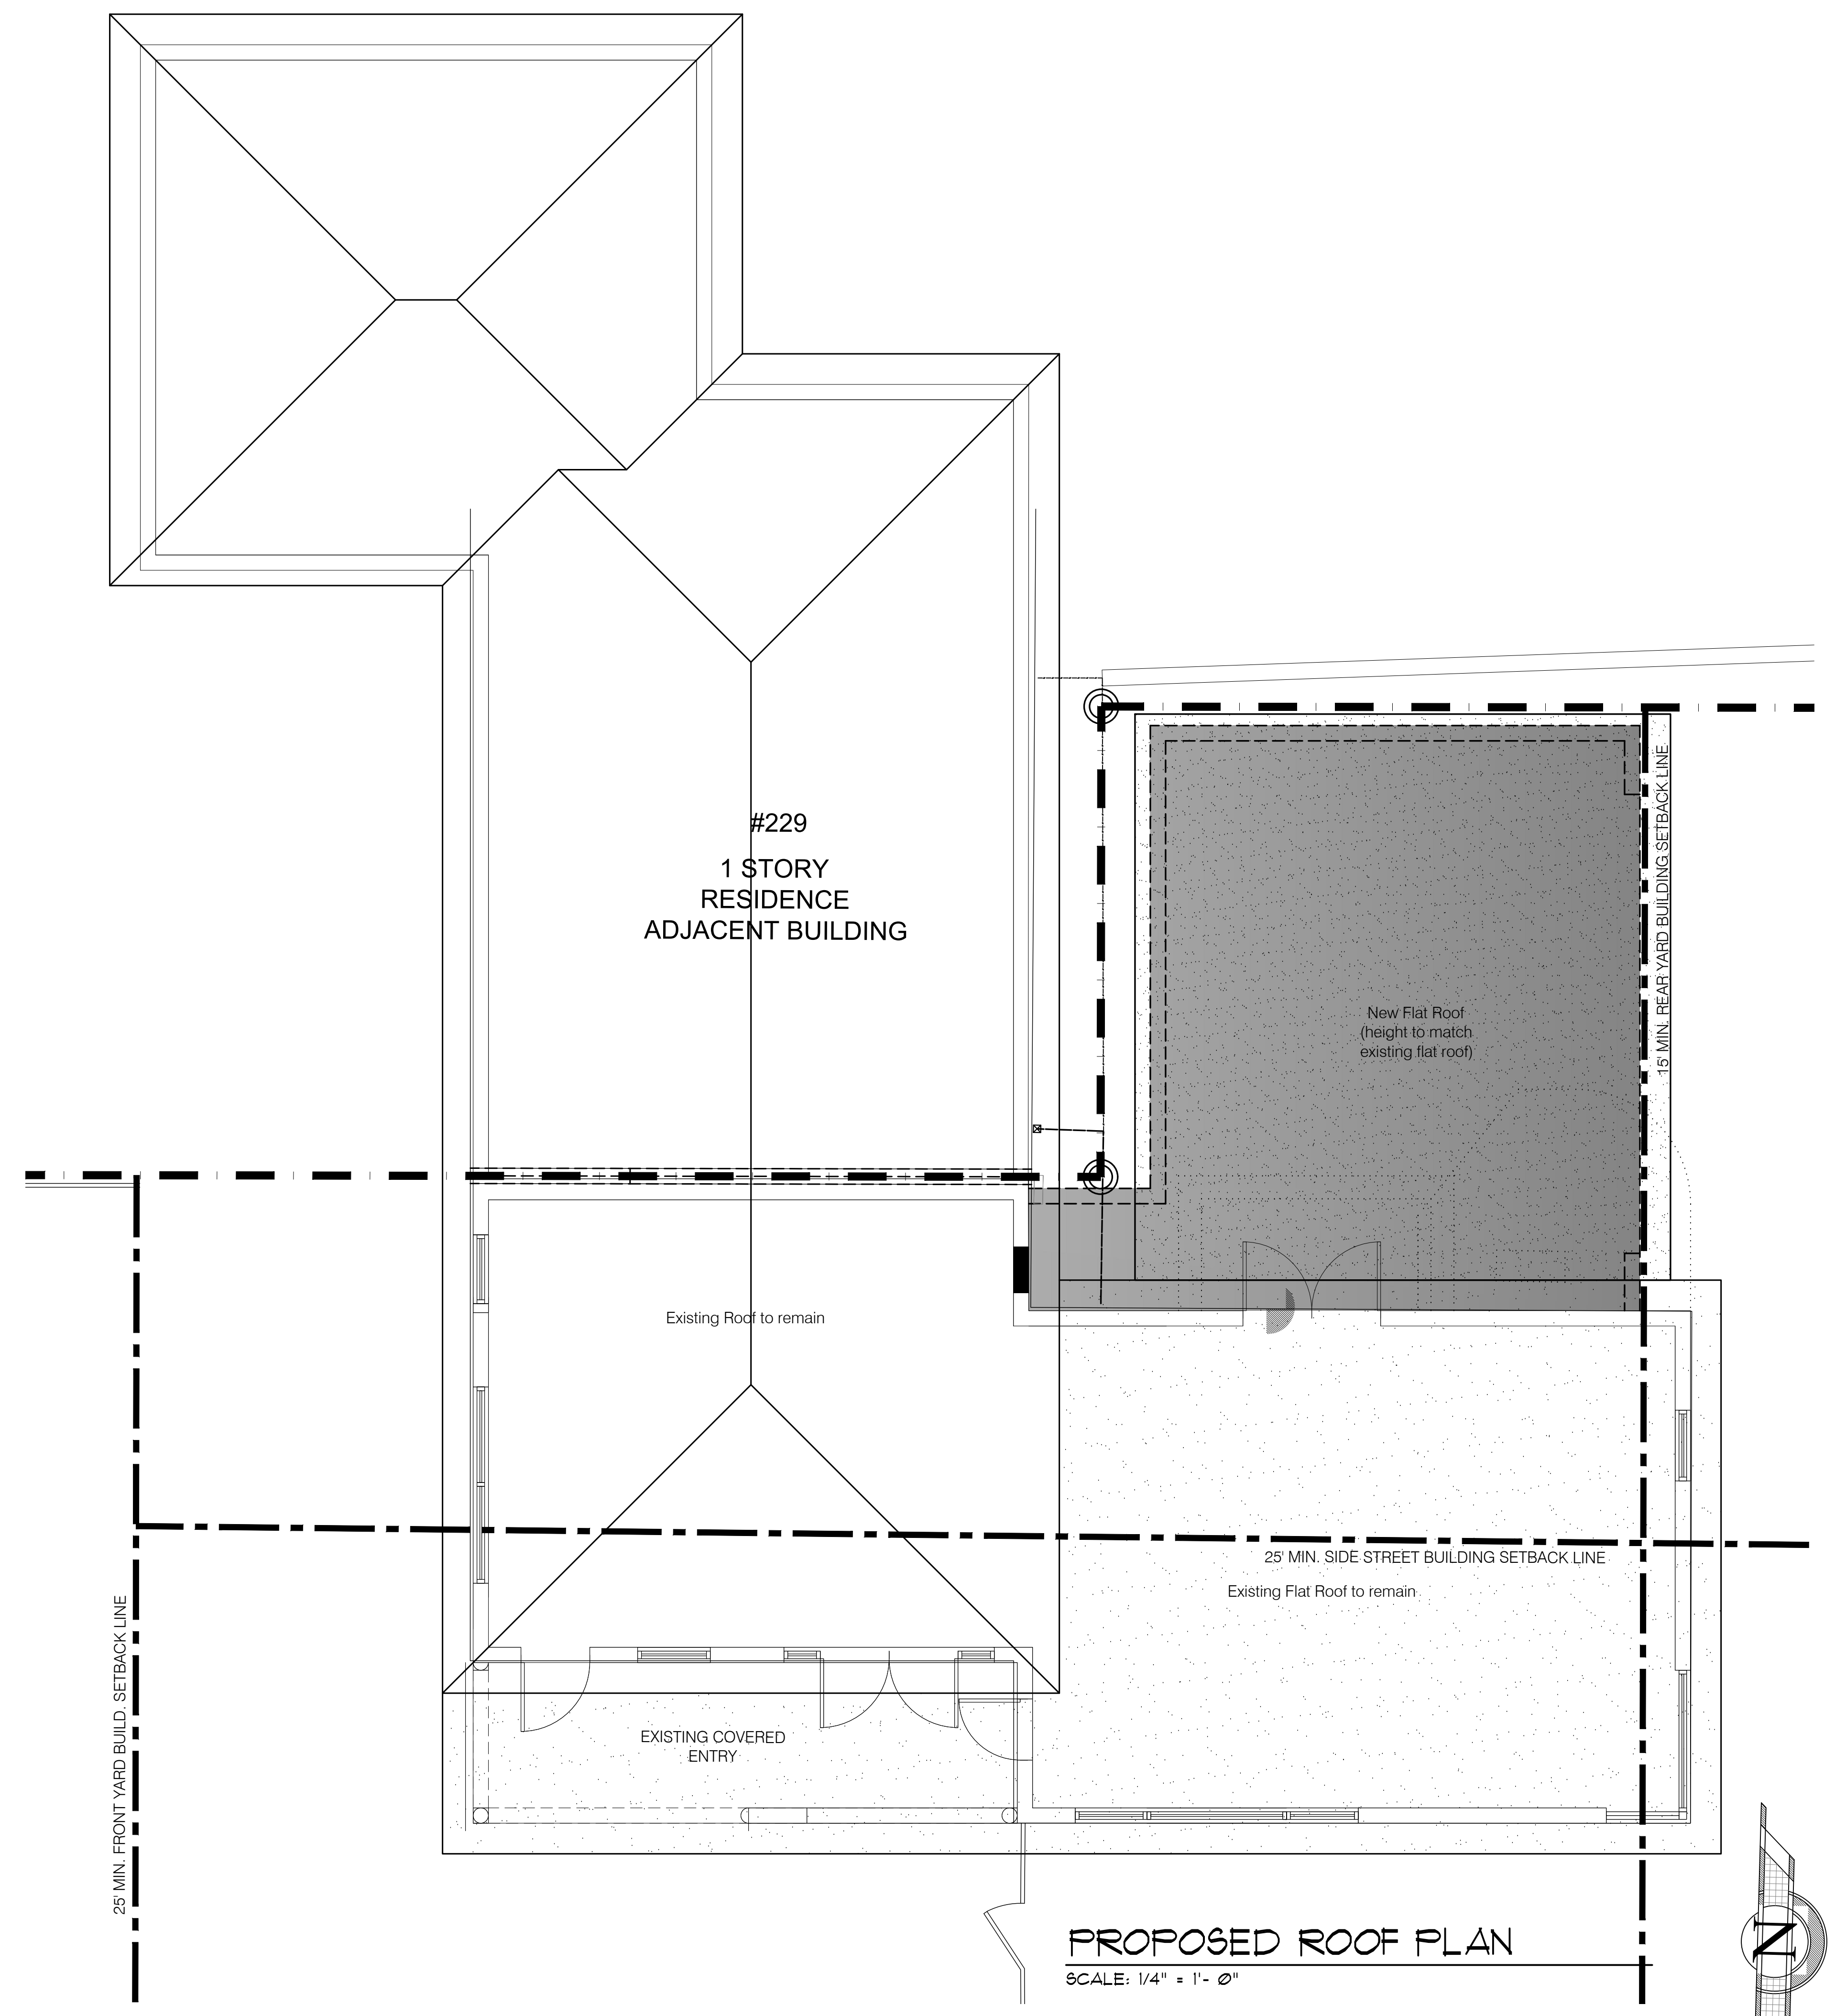 #229
1 STORY
RESIDENCE
ADJACENT BUILDING
15' MIN. REAR YARD BUILDING SETBACK LINE
New Flat Roof
(height to match
existing flat roof)
Existing Roof to remain
25' MIN. SIDE STREET BUILDING SETBACK LINE
Existing Flat Roof to remain
25' MIN. FRONT YARD BUILD. SETBACK LINE
EXISTING COVERED
ENTRY
PROPOSED ROOF PLAN
SCALE: 1/4" = 1'- 0"
N